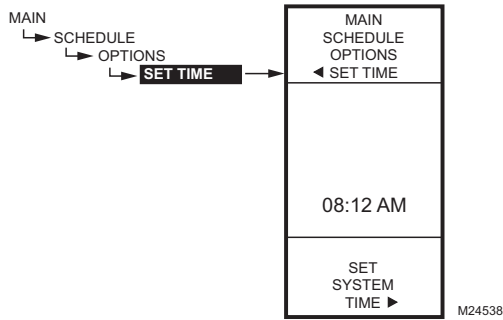 MAIN
SCHEDULE
OPTIONS
SET TIME
MAIN
SCHEDULE
OPTIONS
◄ SET TIME
08:12 AM
SET
SYSTEM
TIME ►
M24538